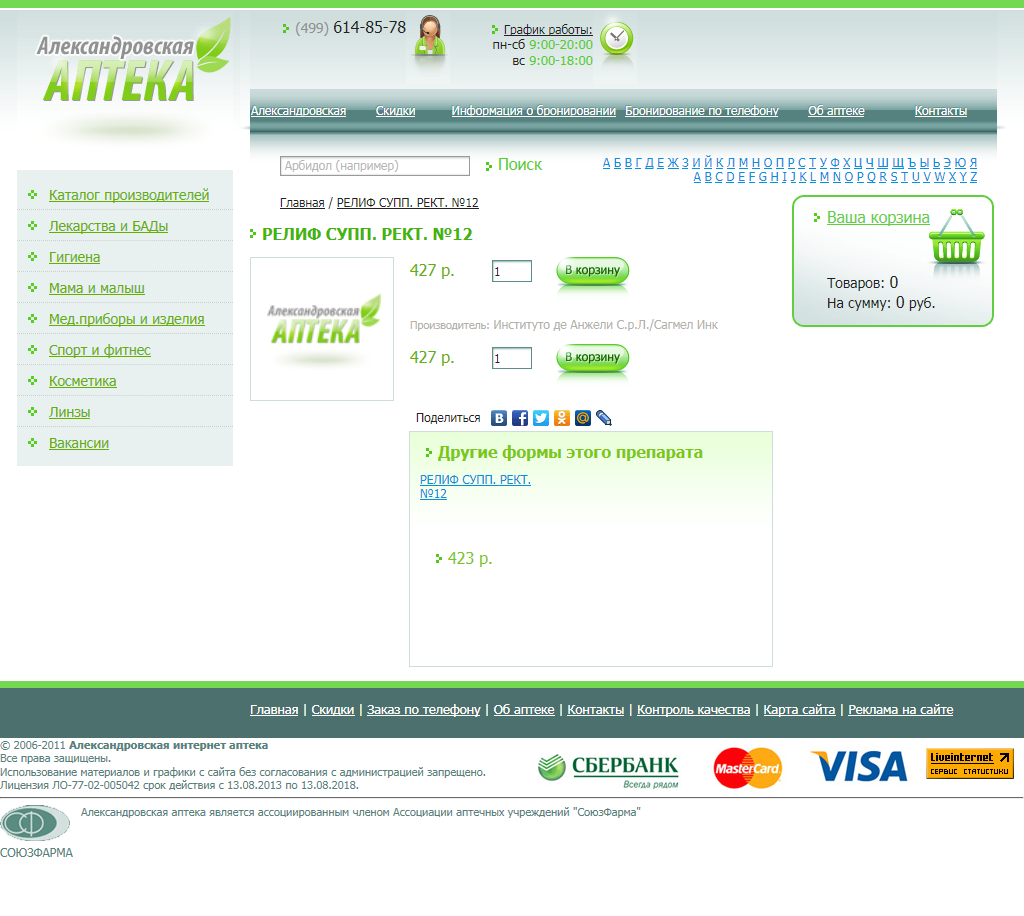 Александровская
АПТЕКА
(499) 614-85-78
График работы:
пн-сб 9:00-20:00
вс 9:00-18:00
Александровская Скидки Информация о бронировании Бронирование по телефону Об аптеке Контакты
Арбидол (например) Поиск
А Б В Г Д Е Ж З И Й К Л М Н О П Р С Т У Ф Х Ц Ч Ш Щ Ъ Ы Ь Э Ю Я
A B C D E F G H I J K L M N O P Q R S T U V W X Y Z
Каталог производителей
Лекарства и БАДы
Гигиена
Мама и малыш
Мед.приборы и изделия
Спорт и фитнес
Косметика
Линзы
Вакансии
Главная / РЕЛИФ СУПП. РЕКТ. №12
РЕЛИФ СУПП. РЕКТ. №12
Александровская
АПТЕКА
427 р. 1 В корзину
Производитель: Институто де Анжели С.р.Л./Сагмел Инк
427 р. 1 В корзину
Поделиться
Другие формы этого препарата
РЕЛИФ СУПП. РЕКТ.
№12
423 р.
Ваша корзина
Товаров: 0
На сумму: 0 руб.
Главная | Скидки | Заказ по телефону | Об аптеке | Контакты | Контроль качества | Карта сайта | Реклама на сайте
© 2006-2011 Александровская интернет аптека
Все права защищены.
Использование материалов и графики с сайта без согласования с администрацией запрещено.
Лицензия ЛО-77-02-005042 срок действия с 13.08.2013 по 13.08.2018.
СБЕРБАНК
Всегда рядом
MasterCard
VISA
Liveinternet
СЕРВИС СТАТИСТИКИ
Александровская аптека является ассоциированным членом Ассоциации аптечных учреждений "СоюзФарма"
СОЮЗФАРМА